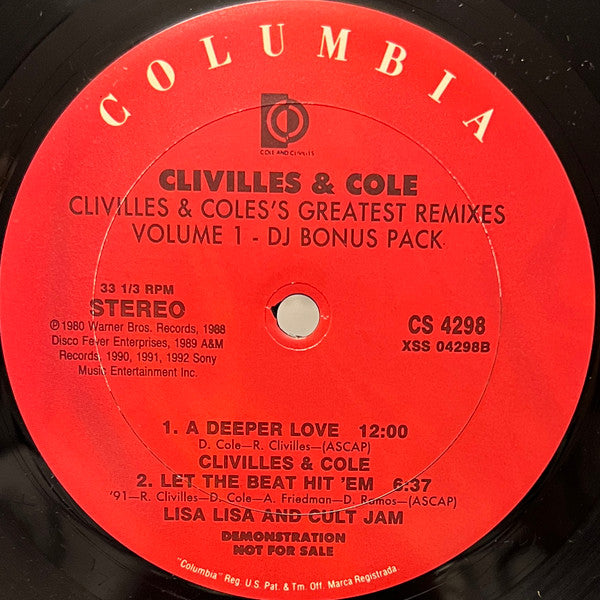 COLUMBIA
COLE AND CLIVILLES
CLIVILLES & COLE
CLIVILLES & COLES'S GREATEST REMIXES
VOLUME 1 - DJ BONUS PACK
33 1/3 RPM
STEREO
℗1980 Warner Bros. Records, 1988
Disco Fever Enterprises, 1989 A&M
Records, 1990, 1991, 1992 Sony
Music Entertainment Inc.
CS 4298
XSS 04298B
1. A DEEPER LOVE 12:00
D. Cole—R. Clivilles—(ASCAP)
CLIVILLES & COLE
2. LET THE BEAT HIT 'EM 6:37
'91—R. Clivilles—D. Cole—A. Friedman—D. Ramos—(ASCAP)
LISA LISA AND CULT JAM
DEMONSTRATION
NOT FOR SALE
"Columbia" Reg. U.S. Pat. & Tm. Off. Marca Registrada.